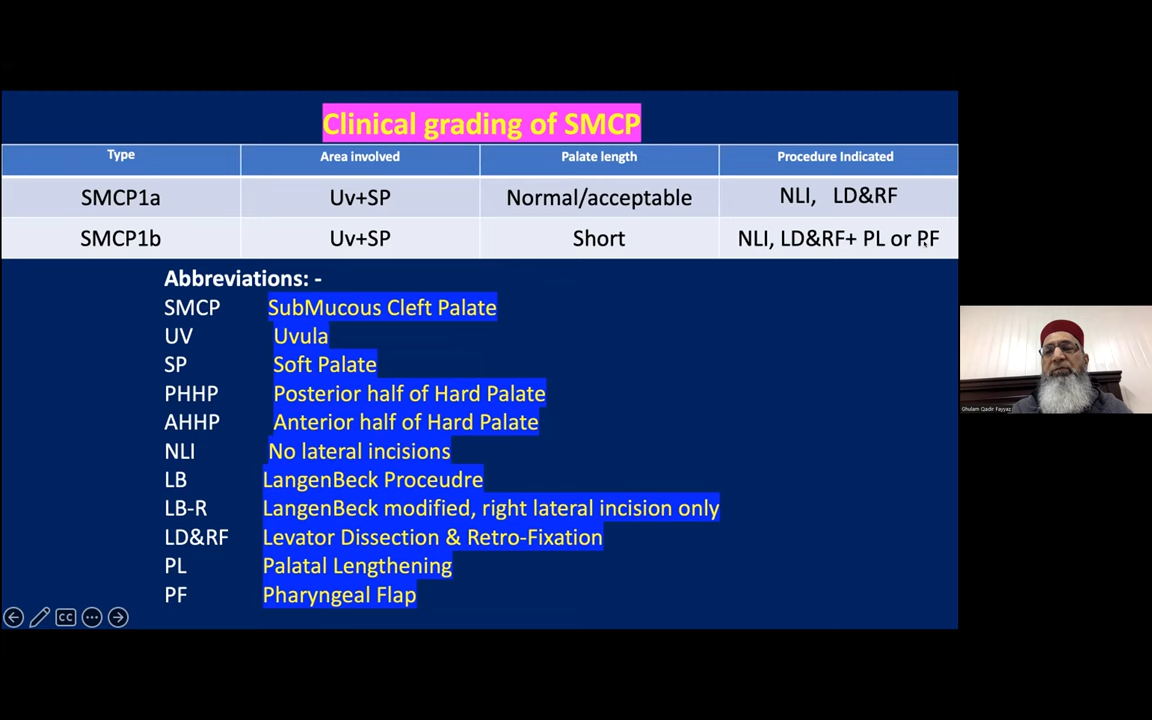 Clinical grading of SMCP
Type Area involved Palate length Procedure Indicated
SMCP1a Uv+SP Normal/acceptable NLI, LD&RF
SMCP1b Uv+SP Short NLI, LD&RF+ PL or PF
Abbreviations: -
SMCP SubMucous Cleft Palate
UV Uvula
SP Soft Palate
PHHP Posterior half of Hard Palate
AHHP Anterior half of Hard Palate
NLI No lateral incisions
LB LangenBeck Proceudre
LB-R LangenBeck modified, right lateral incision only
LD&RF Levator Dissection & Retro-Fixation
PL Palatal Lengthening
PF Pharyngeal Flap
CC
Ghulam Qadir Fayyaz